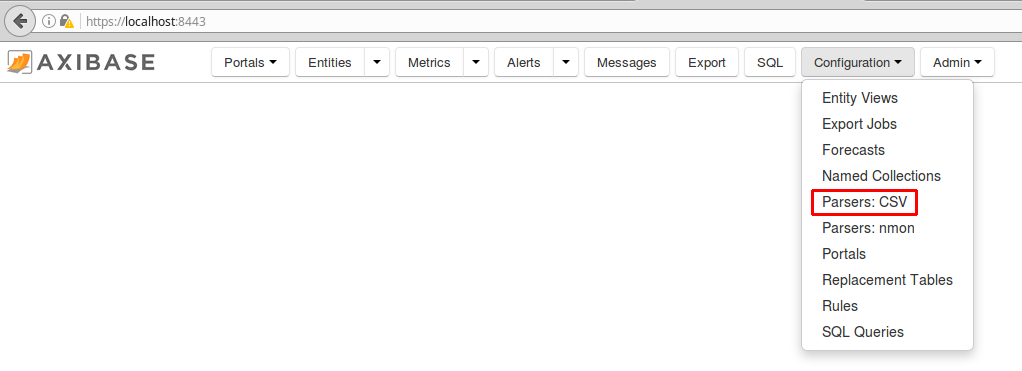 https://localhost:8443
AXIBASE Portals Entities Metrics Alerts Messages Export SQL Configuration Admin
Entity Views
Export Jobs
Forecasts
Named Collections
Parsers: CSV
Parsers: nmon
Portals
Replacement Tables
Rules
SQL Queries